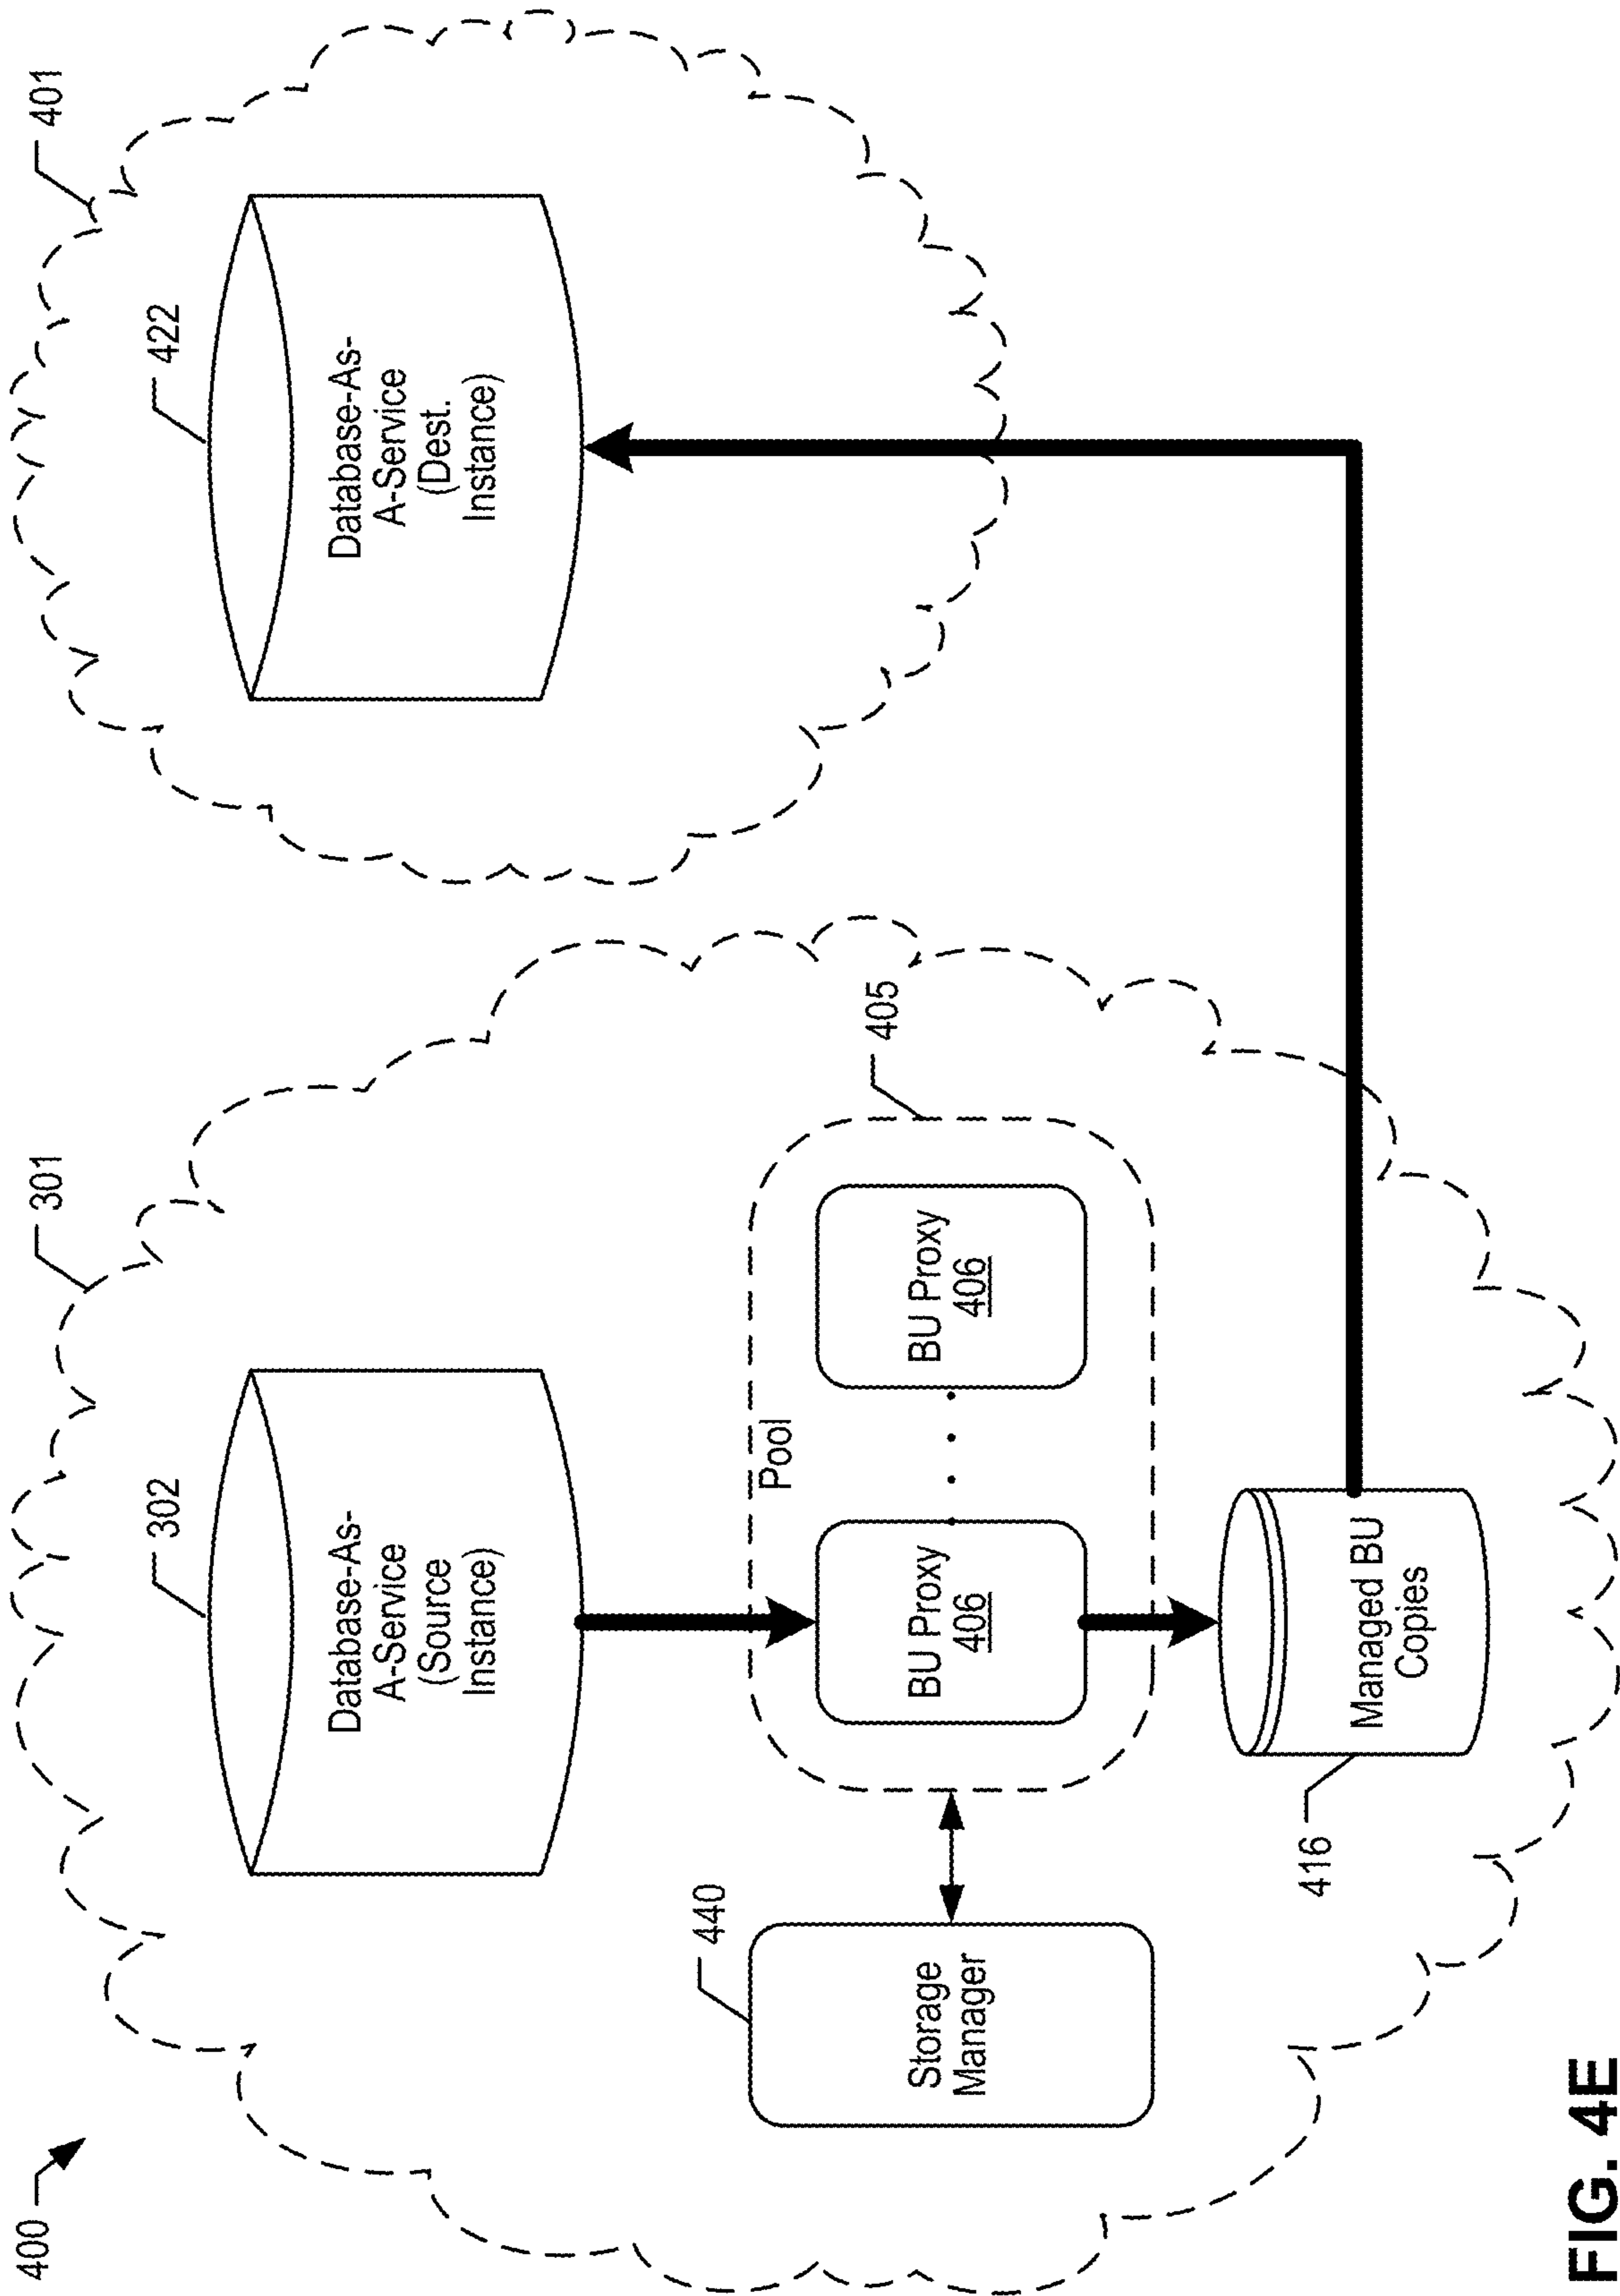 400
301
401
302
422
Database-As-
A-Service
(Source
Instance)
Database-As-
A-Service
(Dest.
Instance)
440
Storage
Manager
Pool
405
BU Proxy
406
. . . .
BU Proxy
406
416
Managed BU
Copies
FIG. 4E